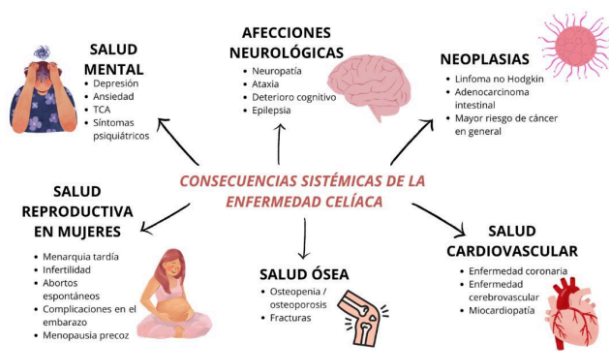 SALUD
MENTAL
Depresión
Ansiedad
TCA
Síntomas
psiquiátricos
AFECCIONES
NEUROLÓGICAS
Neuropatía
Ataxia
Deterioro cognitivo
Epilepsia
NEOPLASIAS
Linfoma no Hodgkin
Adenocarcinoma
intestinal
Mayor riesgo de cáncer
en general
CONSECUENCIAS SISTÉMICAS DE LA
ENFERMEDAD CELÍACA
SALUD
REPRODUCTIVA
EN MUJERES
Menarquia tardía
Infertilidad
Abortos
espontáneos
Complicaciones en el
embarazo
Menopausia precoz
SALUD ÓSEA
Osteopenia /
osteoporosis
Fracturas
SALUD
CARDIOVASCULAR
Enfermedad coronaria
Enfermedad
cerebrovascular
Miocardiopatía